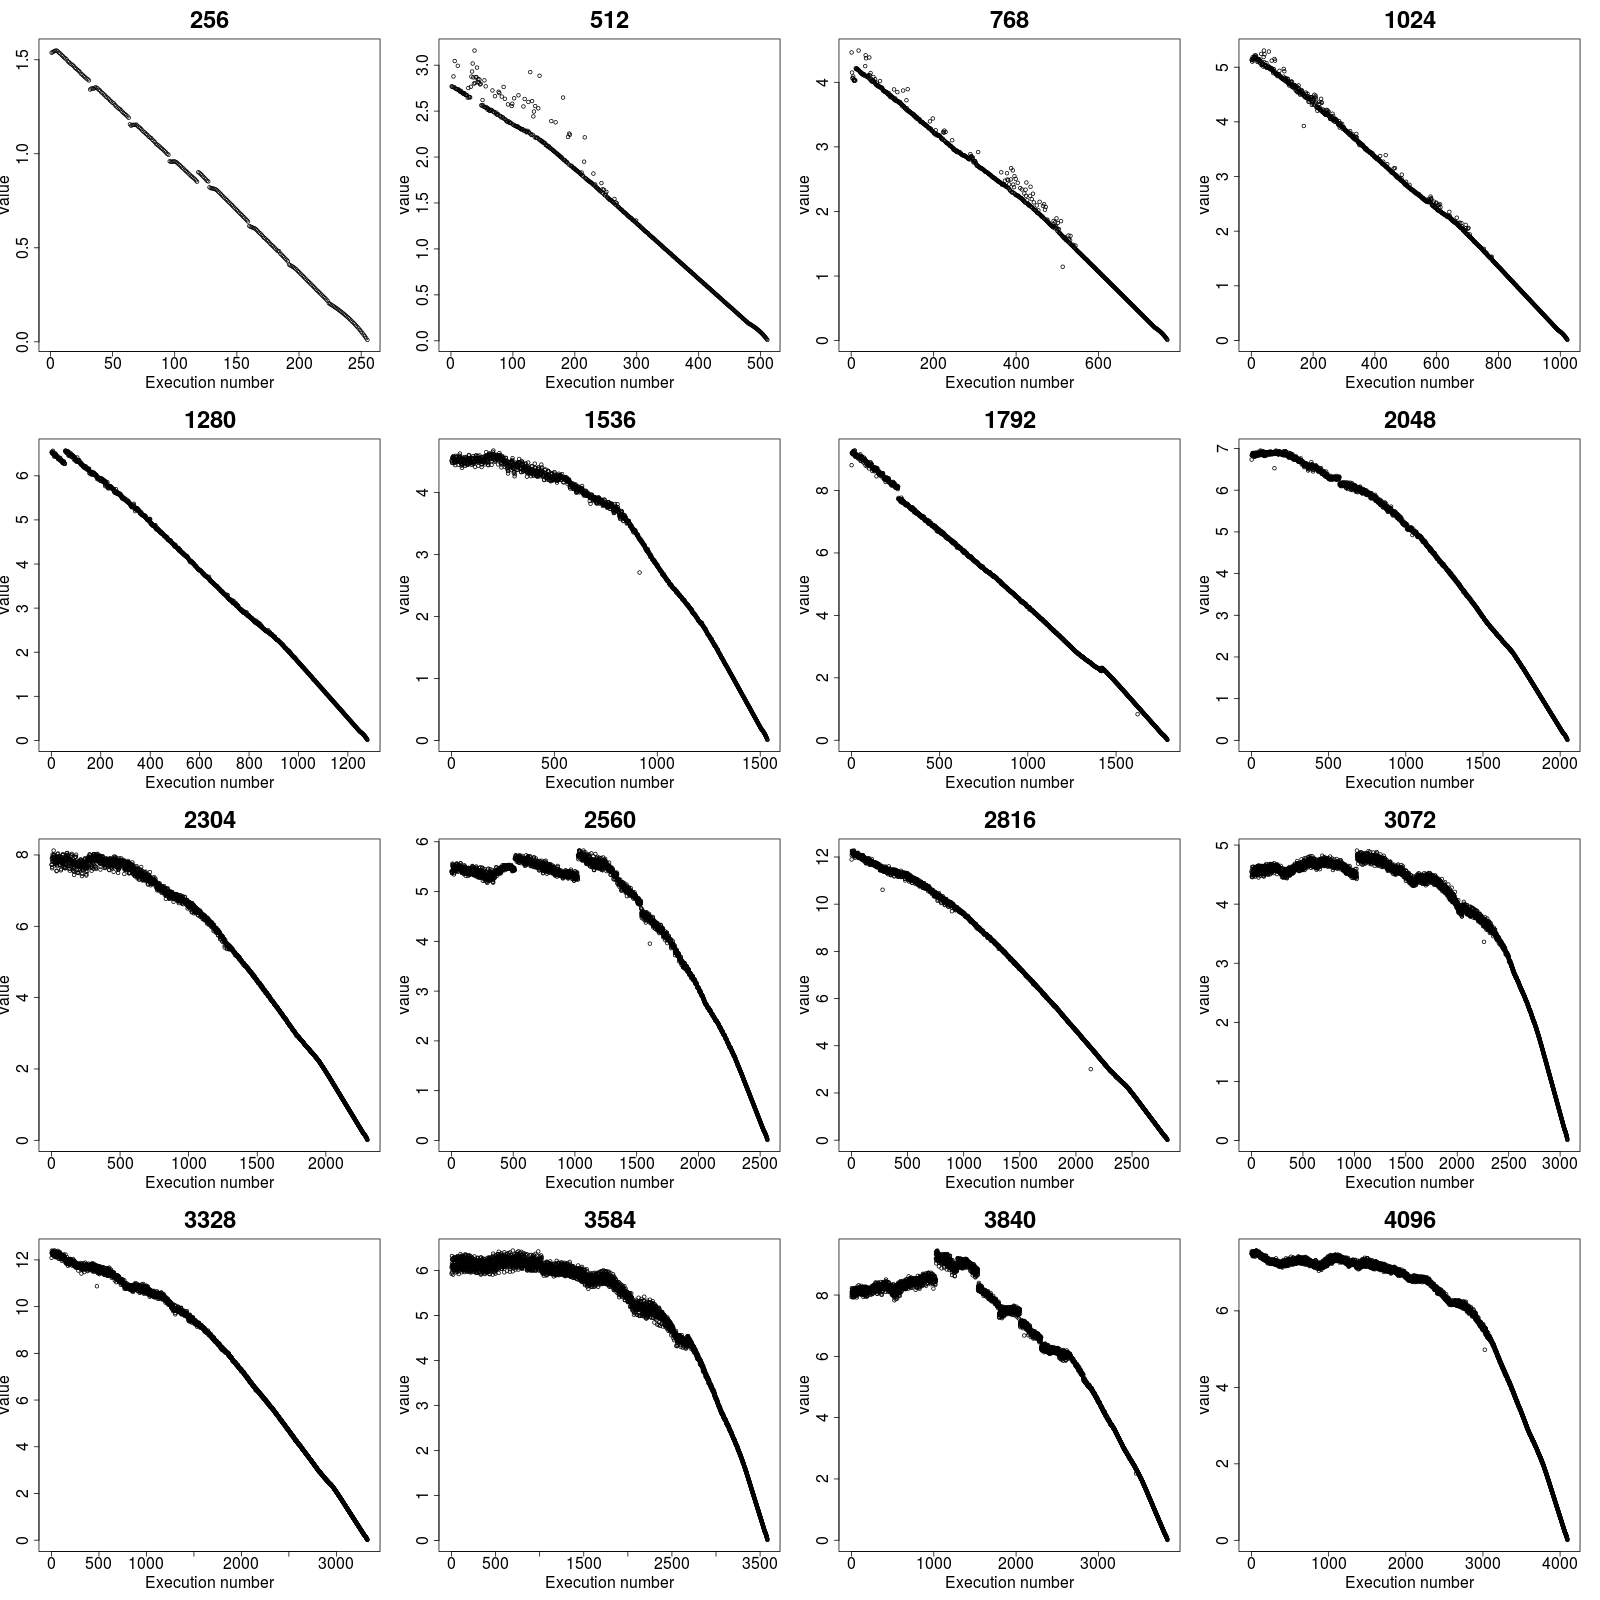 256
512
768
1024
value
0.0 0.5 1.0 1.5
0 50 100 150 200 250
Execution number
value
0.0 0.5 1.0 1.5 2.0 2.5 3.0
0 100 200 300 400 500
Execution number
value
0 1 2 3 4
0 200 400 600
Execution number
value
0 1 2 3 4 5
0 200 400 600 800 1000
Execution number
1280
1536
1792
2048
value
0 1 2 3 4 5 6
0 200 400 600 800 1000 1200
Execution number
value
0 1 2 3 4
0 500 1000 1500
Execution number
value
0 2 4 6 8
0 500 1000 1500
Execution number
value
0 1 2 3 4 5 6 7
0 500 1000 1500 2000
Execution number
2304
2560
2816
3072
value
0 2 4 6 8
0 500 1000 1500 2000
Execution number
value
0 1 2 3 4 5 6
0 500 1000 1500 2000 2500
Execution number
value
0 2 4 6 8 10 12
0 500 1000 1500 2000 2500
Execution number
value
0 1 2 3 4 5
0 500 1000 1500 2000 2500 3000
Execution number
3328
3584
3840
4096
value
0 2 4 6 8 10 12
0 500 1000 2000 3000
Execution number
value
0 1 2 3 4 5 6
0 500 1500 2500 3500
Execution number
value
0 2 4 6 8
0 1000 2000 3000
Execution number
value
0 2 4 6
0 1000 2000 3000 4000
Execution number